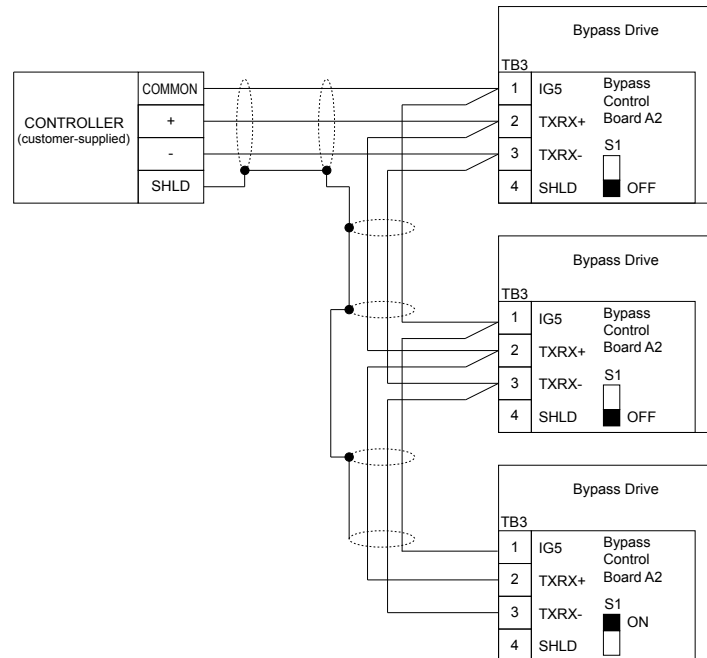 Bypass Drive
TB3
COMMON
+
-
SHLD
CONTROLLER
(customer-supplied)
1 IG5
2 TXRX+
3 TXRX-
4 SHLD
Bypass
Control
Board A2
S1
OFF
Bypass Drive
TB3
1 IG5
2 TXRX+
3 TXRX-
4 SHLD
Bypass
Control
Board A2
S1
OFF
Bypass Drive
TB3
1 IG5
2 TXRX+
3 TXRX-
4 SHLD
Bypass
Control
Board A2
S1
ON